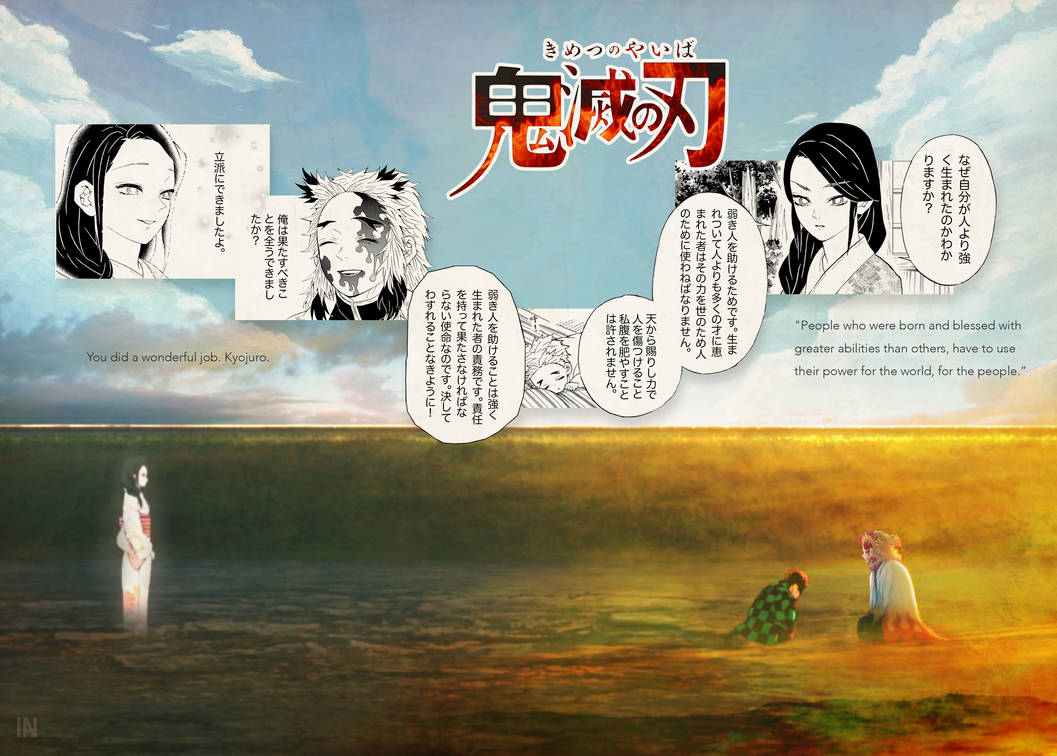 きめつのやいば
鬼滅の刃
なぜ自分が人より強
く生まれたのかわか
りますか？
弱き人を助けるためです。生ま
れついて人よりも多くの才に恵
まれた者はその力を世のため人
のために使わねばなりません。
天から賜りし力で
人を傷つけること
私腹を肥やすこと
は許されません。
弱き人を助けることは強く
生まれた者の責務です。責任
を持って果たさなければな
らない使命なのです。決して
わすれることなきように！
俺は果たすべきこ
とを全うできまし
たか？
立派にできましたよ。
"People who were born and blessed with
greater abilities than others, have to use
their power for the world, for the people."
You did a wonderful job. Kyojuro.
IN